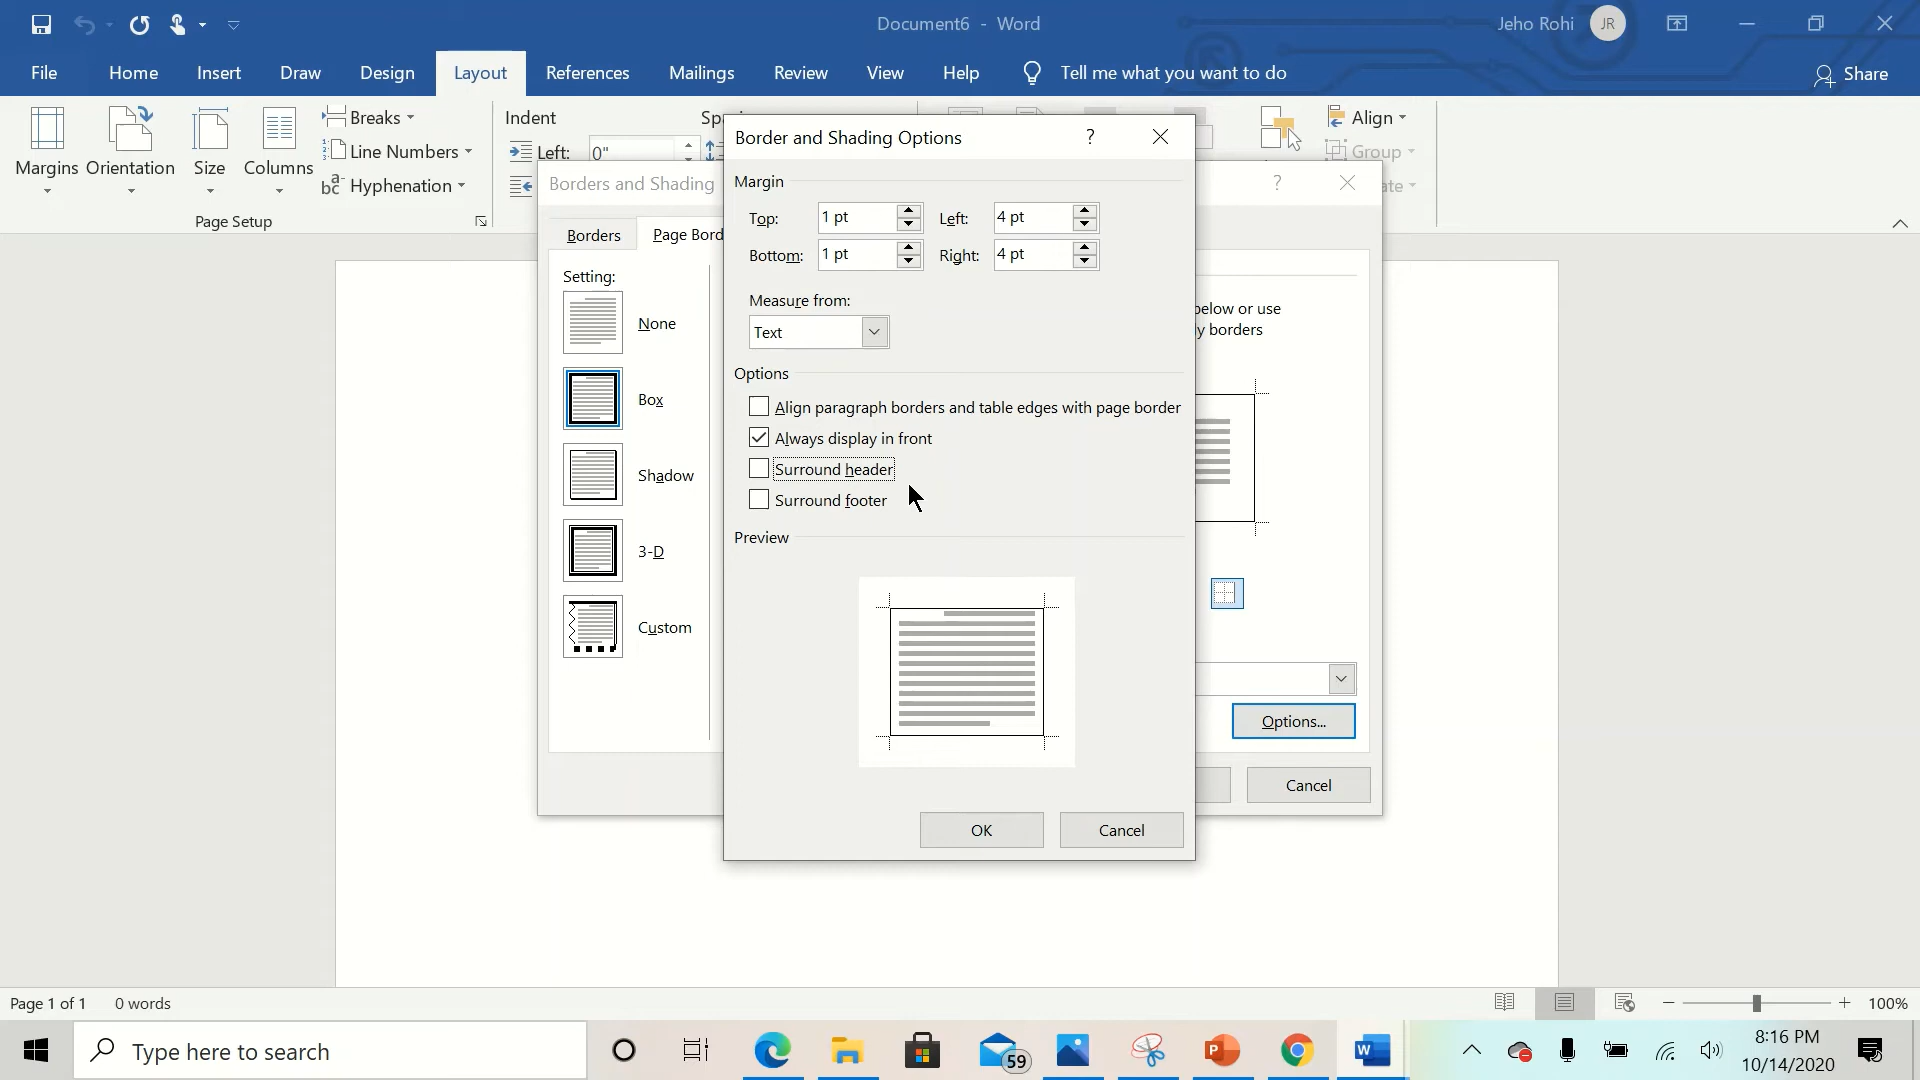 Document6 - Word
Jeho Rohi
JR
File
Home
Insert
Draw
Design
Layout
References
Mailings
Review
View
Help
Tell me what you want to do
Share
Margins
Orientation
Size
Columns
Breaks
Line Numbers
Hyphenation
Page Setup
Indent
Left:
0"
Align
Group
Borders and Shading
Borders
Page Bord
Setting:
None
Box
Shadow
3-D
Custom
Border and Shading Options
?
Margin
Top:
1 pt
Left:
4 pt
Bottom:
1 pt
Right:
4 pt
Measure from:
Text
Options
Align paragraph borders and table edges with page border
Always display in front
Surround header
Surround footer
Preview
OK
Cancel
?
below or use
y borders
Options...
Cancel
Page 1 of 1
0 words
100%
Type here to search
59
8:16 PM
10/14/2020